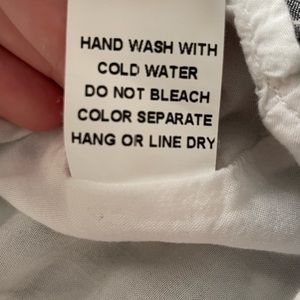 HAND WASH WITH
COLD WATER
DO NOT BLEACH
COLOR SEPARATE
HANG OR LINE DRY